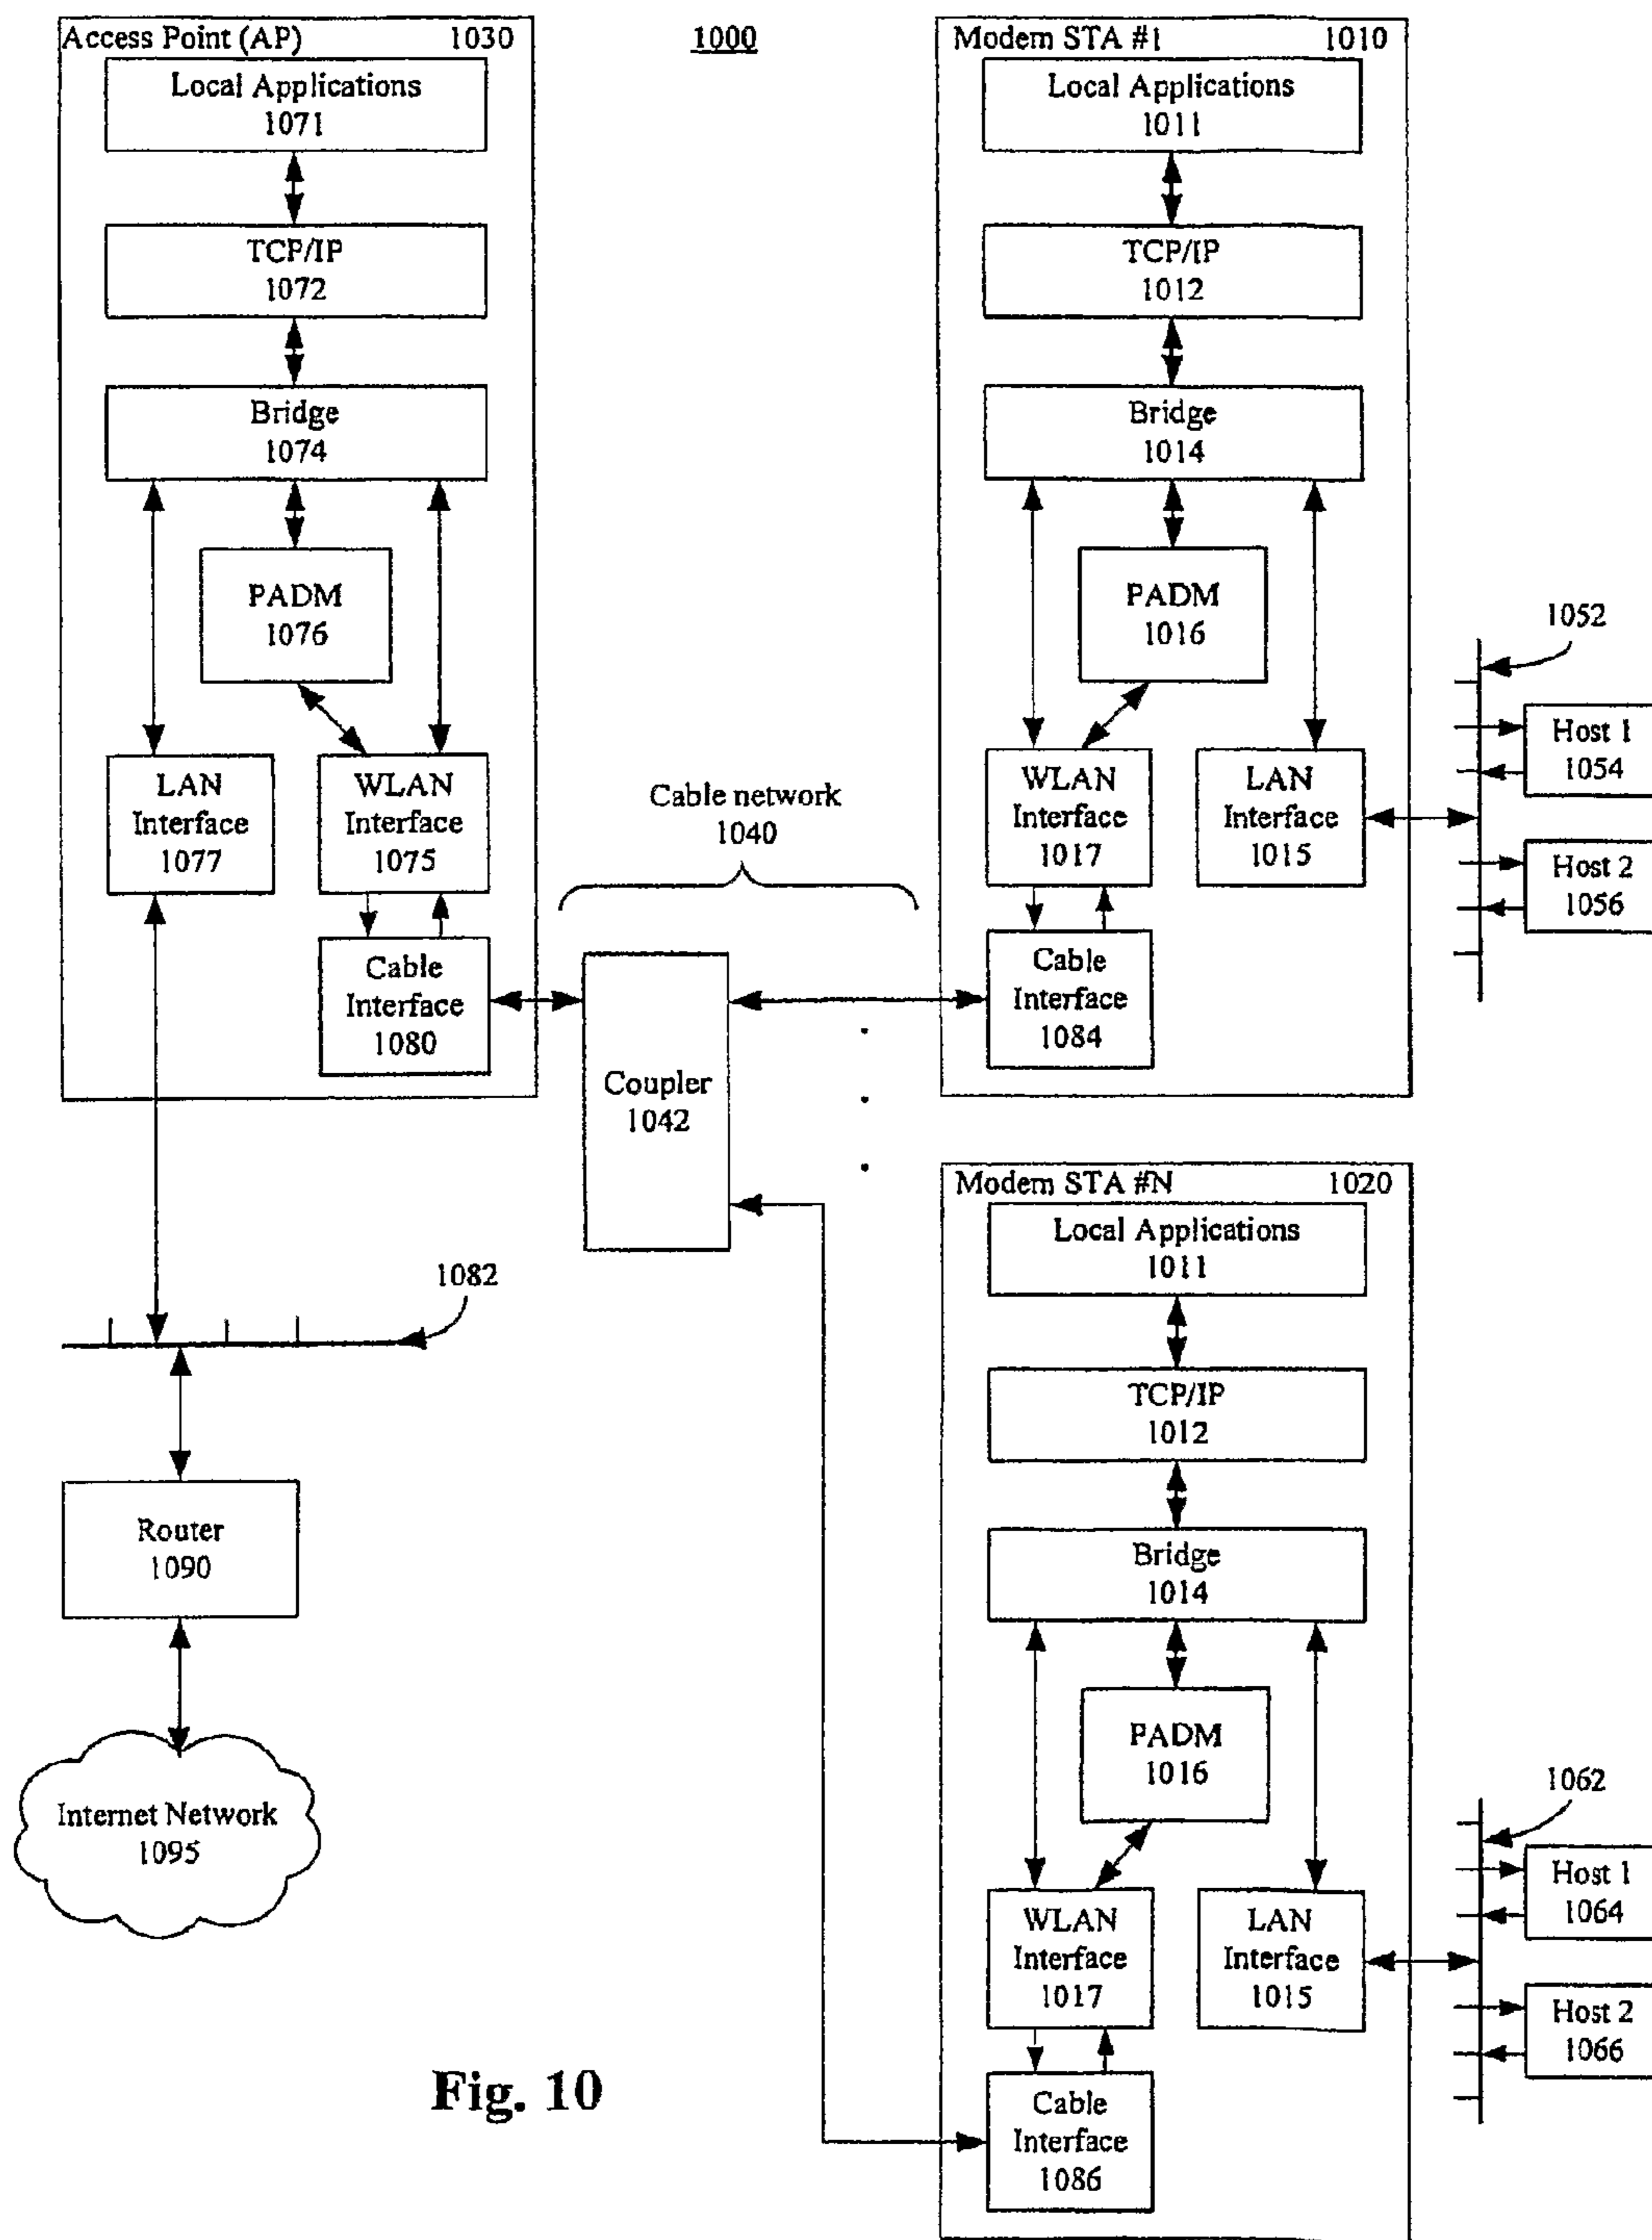 1000
Access Point (AP) 1030
Local Applications
1071
TCP/IP
1072
Bridge
1074
PADM
1076
LAN
Interface
1077
WLAN
Interface
1075
Cable
Interface
1080
Cable network
1040
Coupler
1042
1082
Router
1090
Internet Network
1095
Modem STA #1 1010
Local Applications
1011
TCP/IP
1012
Bridge
1014
PADM
1016
WLAN
Interface
1017
LAN
Interface
1015
Cable
Interface
1084
1052
Host 1
1054
Host 2
1056
Modem STA #N 1020
Local Applications
1011
TCP/IP
1012
Bridge
1014
PADM
1016
WLAN
Interface
1017
LAN
Interface
1015
Cable
Interface
1086
1062
Host 1
1064
Host 2
1066
Fig. 10